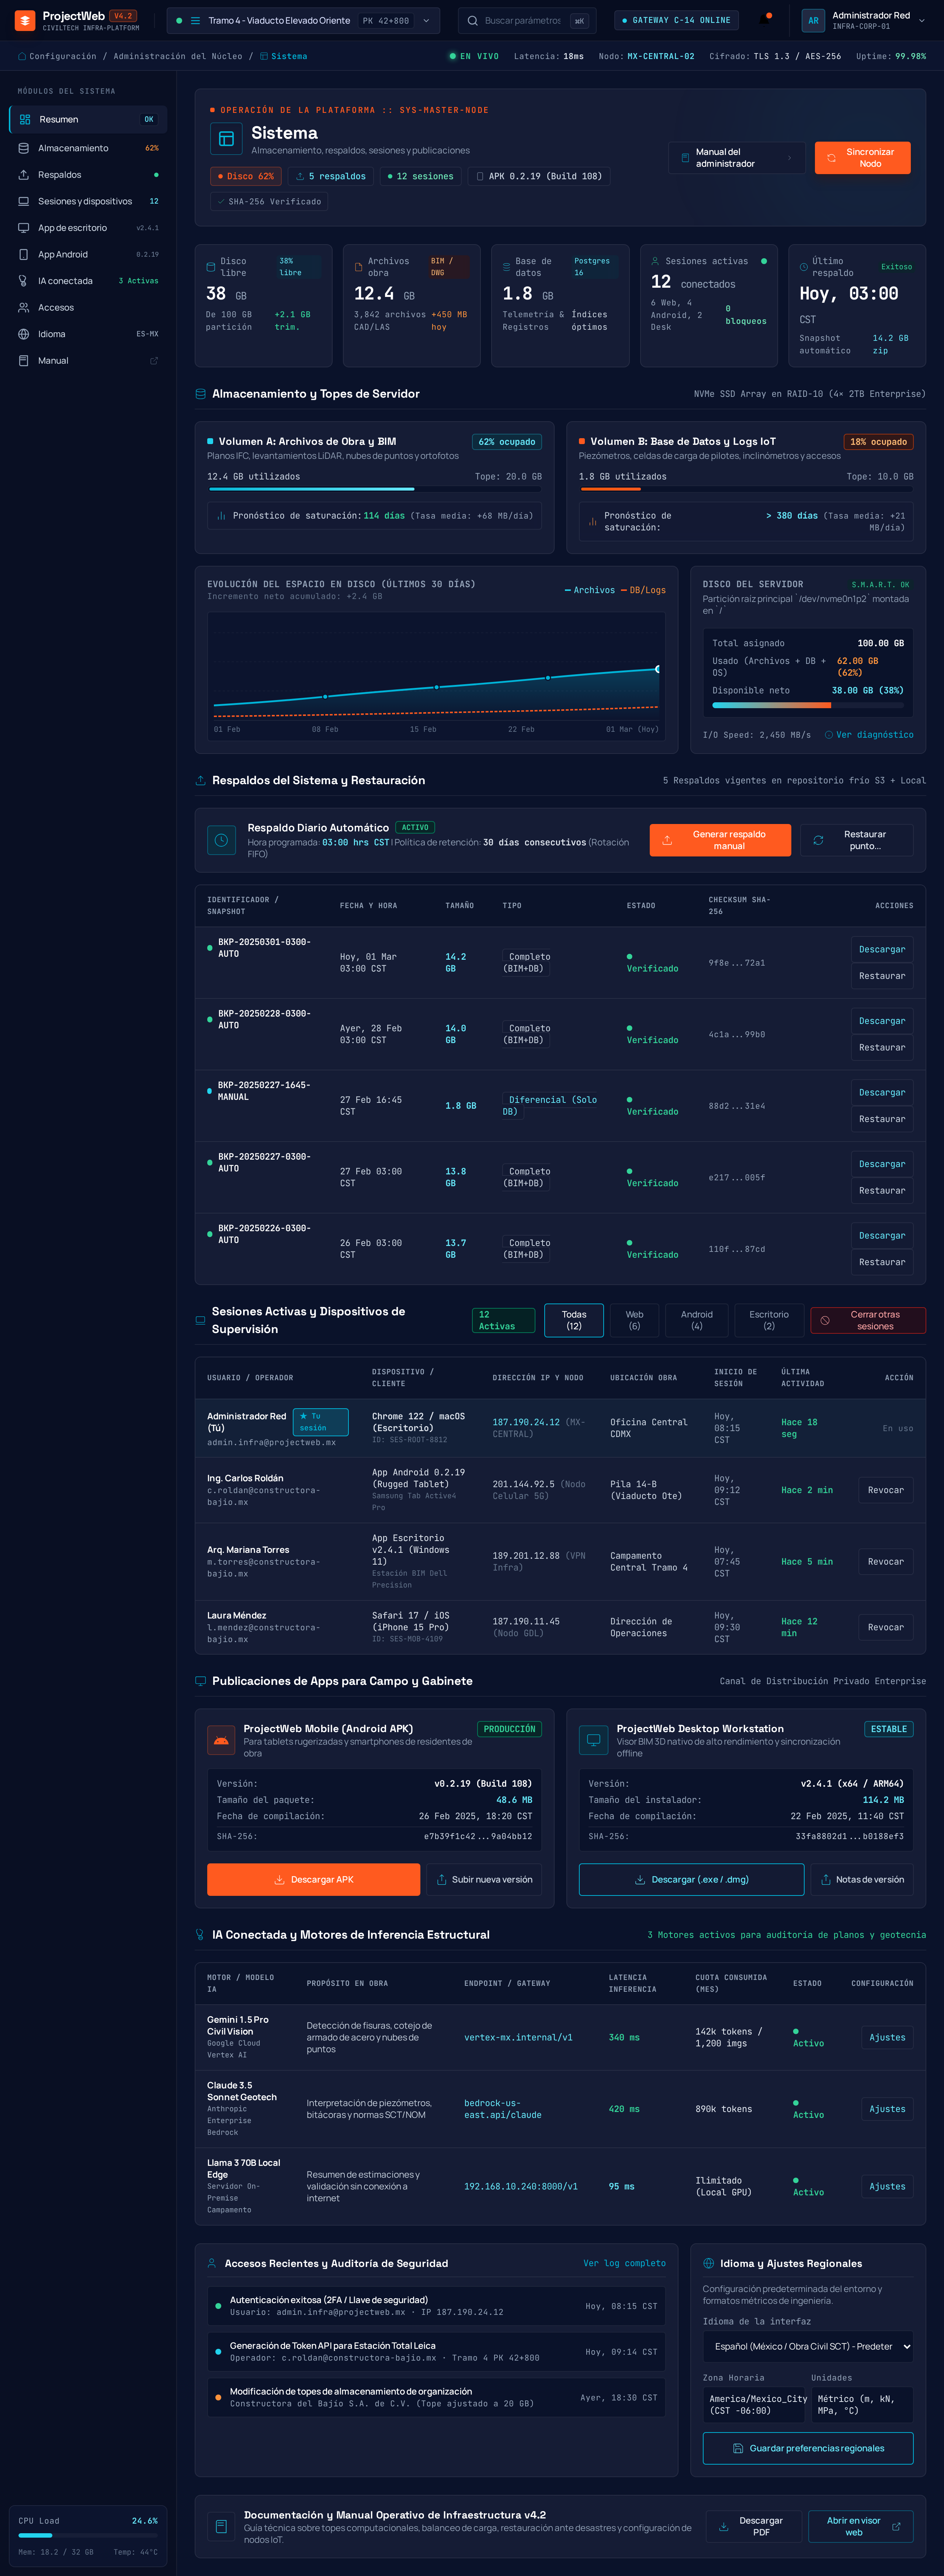 ProjectWeb V4.2
CIVILTECH INFRA-PLATFORM
Tramo 4 - Viaducto Elevado Oriente PK 42+800
Buscar parámetros ⌘K
GATEWAY C-14 ONLINE
AR Administrador Red
INFRA-CORP-01
Configuración / Administración del Núcleo / Sistema
EN VIVO Latencia: 18ms Nodo: MX-CENTRAL-02 Cifrado: TLS 1.3 / AES-256 Uptime: 99.98%
MÓDULOS DEL SISTEMA
Resumen OK
Almacenamiento 62%
Respaldos
Sesiones y dispositivos 12
App de escritorio v2.4.1
App Android 0.2.19
IA conectada 3 Activas
Accesos
Idioma ES-MX
Manual
CPU Load 24.6%
Mem: 18.2 / 32 GB Temp: 44°C
OPERACIÓN DE LA PLATAFORMA :: SYS-MASTER-NODE
Sistema
Almacenamiento, respaldos, sesiones y publicaciones
Disco 62% 5 respaldos 12 sesiones APK 0.2.19 (Build 108)
SHA-256 Verificado
Manual del
administrador
Sincronizar
Nodo
Disco
libre
38%
libre
38 GB
De 100 GB
partición
+2.1 GB
trim.
Archivos
obra
BIM /
DWG
12.4 GB
3,842 archivos
CAD/LAS
+450 MB
hoy
Base de
datos
Postgres
16
1.8 GB
Telemetría &
Registros
Índices
óptimos
Sesiones activas
12 conectados
6 Web, 4
Android, 2
Desk
0
bloqueos
Último
respaldo
Exitoso
Hoy, 03:00
CST
Snapshot
automático
14.2 GB
zip
Almacenamiento y Topes de Servidor
NVMe SSD Array en RAID-10 (4× 2TB Enterprise)
Volumen A: Archivos de Obra y BIM 62% ocupado
Planos IFC, levantamientos LiDAR, nubes de puntos y ortofotos
12.4 GB utilizados Tope: 20.0 GB
Pronóstico de saturación: 114 días (Tasa media: +68 MB/día)
Volumen B: Base de Datos y Logs IoT 18% ocupado
Piezómetros, celdas de carga de pilotes, inclinómetros y accesos
1.8 GB utilizados Tope: 10.0 GB
Pronóstico de
saturación:
> 380 días (Tasa media: +21
MB/día)
EVOLUCIÓN DEL ESPACIO EN DISCO (ÚLTIMOS 30 DÍAS)
Incremento neto acumulado: +2.4 GB
Archivos DB/Logs
01 Feb 08 Feb 15 Feb 22 Feb 01 Mar (Hoy)
DISCO DEL SERVIDOR S.M.A.R.T. OK
Partición raíz principal `/dev/nvme0n1p2` montada
en `/`
Total asignado 100.00 GB
Usado (Archivos + DB +
OS)
62.00 GB
(62%)
Disponible neto 38.00 GB (38%)
I/O Speed: 2,450 MB/s Ver diagnóstico
Respaldos del Sistema y Restauración
5 Respaldos vigentes en repositorio frío S3 + Local
Respaldo Diario Automático ACTIVO
Hora programada: 03:00 hrs CST | Política de retención: 30 días consecutivos (Rotación
FIFO)
Generar respaldo
manual
Restaurar
punto...
IDENTIFICADOR /
SNAPSHOT
FECHA Y HORA TAMAÑO TIPO ESTADO
CHECKSUM SHA-
256
ACCIONES
BKP-20250301-0300-
AUTO
Hoy, 01 Mar
03:00 CST
14.2
GB
Completo
(BIM+DB)
Verificado
9f8e...72a1
Descargar
Restaurar
BKP-20250228-0300-
AUTO
Ayer, 28 Feb
03:00 CST
14.0
GB
Completo
(BIM+DB)
Verificado
4c1a...99b0
Descargar
Restaurar
BKP-20250227-1645-
MANUAL
27 Feb 16:45
CST
1.8 GB
Diferencial (Solo
DB)
Verificado
88d2...31e4
Descargar
Restaurar
BKP-20250227-0300-
AUTO
27 Feb 03:00
CST
13.8
GB
Completo
(BIM+DB)
Verificado
e217...005f
Descargar
Restaurar
BKP-20250226-0300-
AUTO
26 Feb 03:00
CST
13.7
GB
Completo
(BIM+DB)
Verificado
110f...87cd
Descargar
Restaurar
Sesiones Activas y Dispositivos de
Supervisión
12
Activas
Todas
(12)
Web
(6)
Android
(4)
Escritorio
(2)
Cerrar otras
sesiones
USUARIO / OPERADOR
DISPOSITIVO /
CLIENTE
DIRECCIÓN IP Y NODO UBICACIÓN OBRA
INICIO DE
SESIÓN
ÚLTIMA
ACTIVIDAD
ACCIÓN
Administrador Red
(Tú)
★ Tu
sesión
admin.infra@projectweb.mx
Chrome 122 / macOS
(Escritorio)
ID: SES-ROOT-8812
187.190.24.12 (MX-
CENTRAL)
Oficina Central
CDMX
Hoy,
08:15
CST
Hace 18
seg
En uso
Ing. Carlos Roldán
c.roldan@constructora-
bajio.mx
App Android 0.2.19
(Rugged Tablet)
Samsung Tab Active4
Pro
201.144.92.5 (Nodo
Celular 5G)
Pila 14-B
(Viaducto Ote)
Hoy,
09:12
CST
Hace 2 min
Revocar
Arq. Mariana Torres
m.torres@constructora-
bajio.mx
App Escritorio
v2.4.1 (Windows
11)
Estación BIM Dell
Precision
189.201.12.88 (VPN
Infra)
Campamento
Central Tramo 4
Hoy,
07:45
CST
Hace 5 min
Revocar
Laura Méndez
l.mendez@constructora-
bajio.mx
Safari 17 / iOS
(iPhone 15 Pro)
ID: SES-MOB-4109
187.190.11.45
(Nodo GDL)
Dirección de
Operaciones
Hoy,
09:30
CST
Hace 12
min
Revocar
Publicaciones de Apps para Campo y Gabinete
Canal de Distribución Privado Enterprise
ProjectWeb Mobile (Android APK) PRODUCCIÓN
Para tablets rugerizadas y smartphones de residentes de
obra
Versión: v0.2.19 (Build 108)
Tamaño del paquete: 48.6 MB
Fecha de compilación: 26 Feb 2025, 18:20 CST
SHA-256: e7b39f1c42...9a04bb12
Descargar APK Subir nueva versión
ProjectWeb Desktop Workstation ESTABLE
Visor BIM 3D nativo de alto rendimiento y sincronización
offline
Versión: v2.4.1 (x64 / ARM64)
Tamaño del instalador: 114.2 MB
Fecha de compilación: 22 Feb 2025, 11:40 CST
SHA-256: 33fa8802d1...b0188ef3
Descargar (.exe / .dmg) Notas de versión
IA Conectada y Motores de Inferencia Estructural
3 Motores activos para auditoría de planos y geotecnia
MOTOR / MODELO
IA
PROPÓSITO EN OBRA ENDPOINT / GATEWAY
LATENCIA
INFERENCIA
CUOTA CONSUMIDA
(MES)
ESTADO CONFIGURACIÓN
Gemini 1.5 Pro
Civil Vision
Google Cloud
Vertex AI
Detección de fisuras, cotejo de
armado de acero y nubes de
puntos
vertex-mx.internal/v1
340 ms
142k tokens /
1,200 imgs
Activo
Ajustes
Claude 3.5
Sonnet Geotech
Anthropic
Enterprise
Bedrock
Interpretación de piezómetros,
bitácoras y normas SCT/NOM
bedrock-us-
east.api/claude
420 ms
890k tokens
Activo
Ajustes
Llama 3 70B Local
Edge
Servidor On-
Premise
Campamento
Resumen de estimaciones y
validación sin conexión a
internet
192.168.10.240:8000/v1
95 ms
Ilimitado
(Local GPU)
Activo
Ajustes
Accesos Recientes y Auditoría de Seguridad Ver log completo
Autenticación exitosa (2FA / Llave de seguridad)
Usuario: admin.infra@projectweb.mx · IP 187.190.24.12
Hoy, 08:15 CST
Generación de Token API para Estación Total Leica
Operador: c.roldan@constructora-bajio.mx · Tramo 4 PK 42+800
Hoy, 09:14 CST
Modificación de topes de almacenamiento de organización
Constructora del Bajío S.A. de C.V. (Tope ajustado a 20 GB)
Ayer, 18:30 CST
Idioma y Ajustes Regionales
Configuración predeterminada del entorno y
formatos métricos de ingeniería.
Idioma de la interfaz
Español (México / Obra Civil SCT) - Predeter
Zona Horaria Unidades
America/Mexico_City
(CST -06:00)
Métrico (m, kN,
MPa, °C)
Guardar preferencias regionales
Documentación y Manual Operativo de Infraestructura v4.2
Guía técnica sobre topes computacionales, balanceo de carga, restauración ante desastres y configuración de
nodos IoT.
Descargar
PDF
Abrir en visor
web